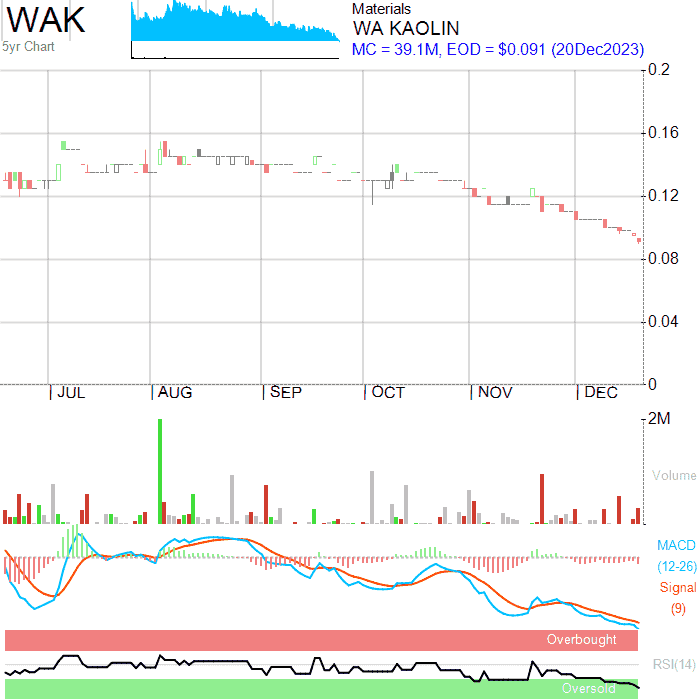 WAK
5yr Chart
Materials
WA KAOLIN
MC = 39.1M, EOD = $0.091 (20Dec2023)
0.2
0.16
0.12
0.08
0.04
0
JUL AUG SEP OCT NOV DEC
2M
Volume
MACD
(12-26)
Signal
(9)
Overbought
RSI(14)
Oversold